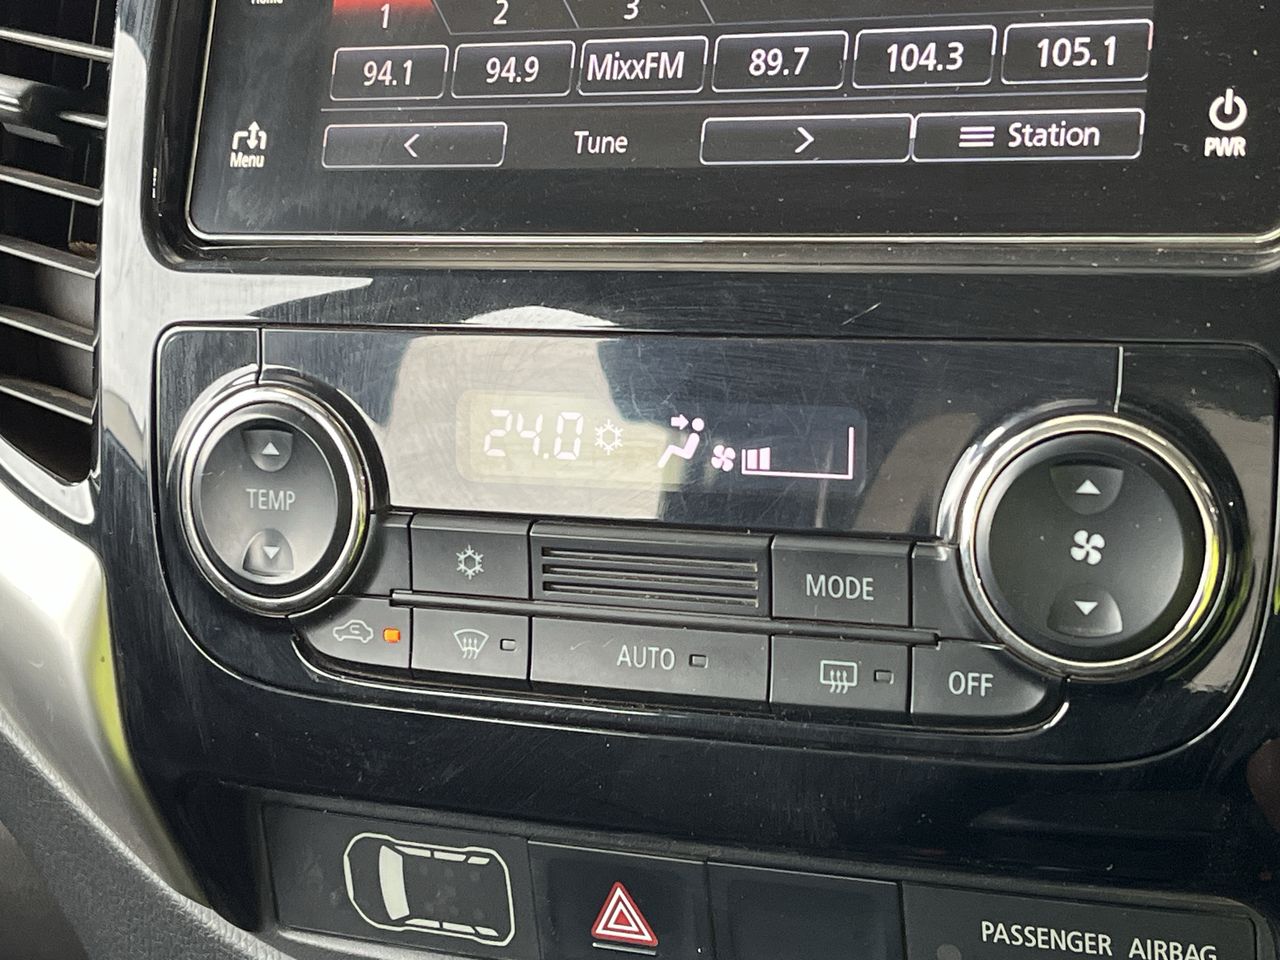 Home
1 2 3
94.1 94.9 MixxFM 89.7 104.3 105.1
Menu < Tune > Station PWR
24.0
TEMP
MODE
AUTO
OFF
PASSENGER AIRBAG